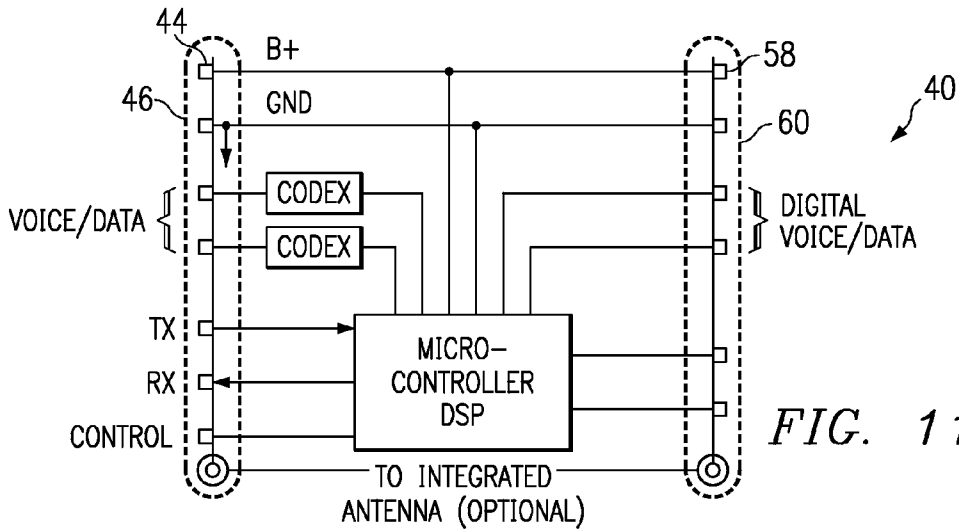 44
B+
58
46
GND
60
40
CODEX
VOICE/DATA
CODEX
DIGITAL
VOICE/DATA
TX
RX
CONTROL
MICRO-
CONTROLLER
DSP
FIG. 11
TO INTEGRATED
ANTENNA (OPTIONAL)